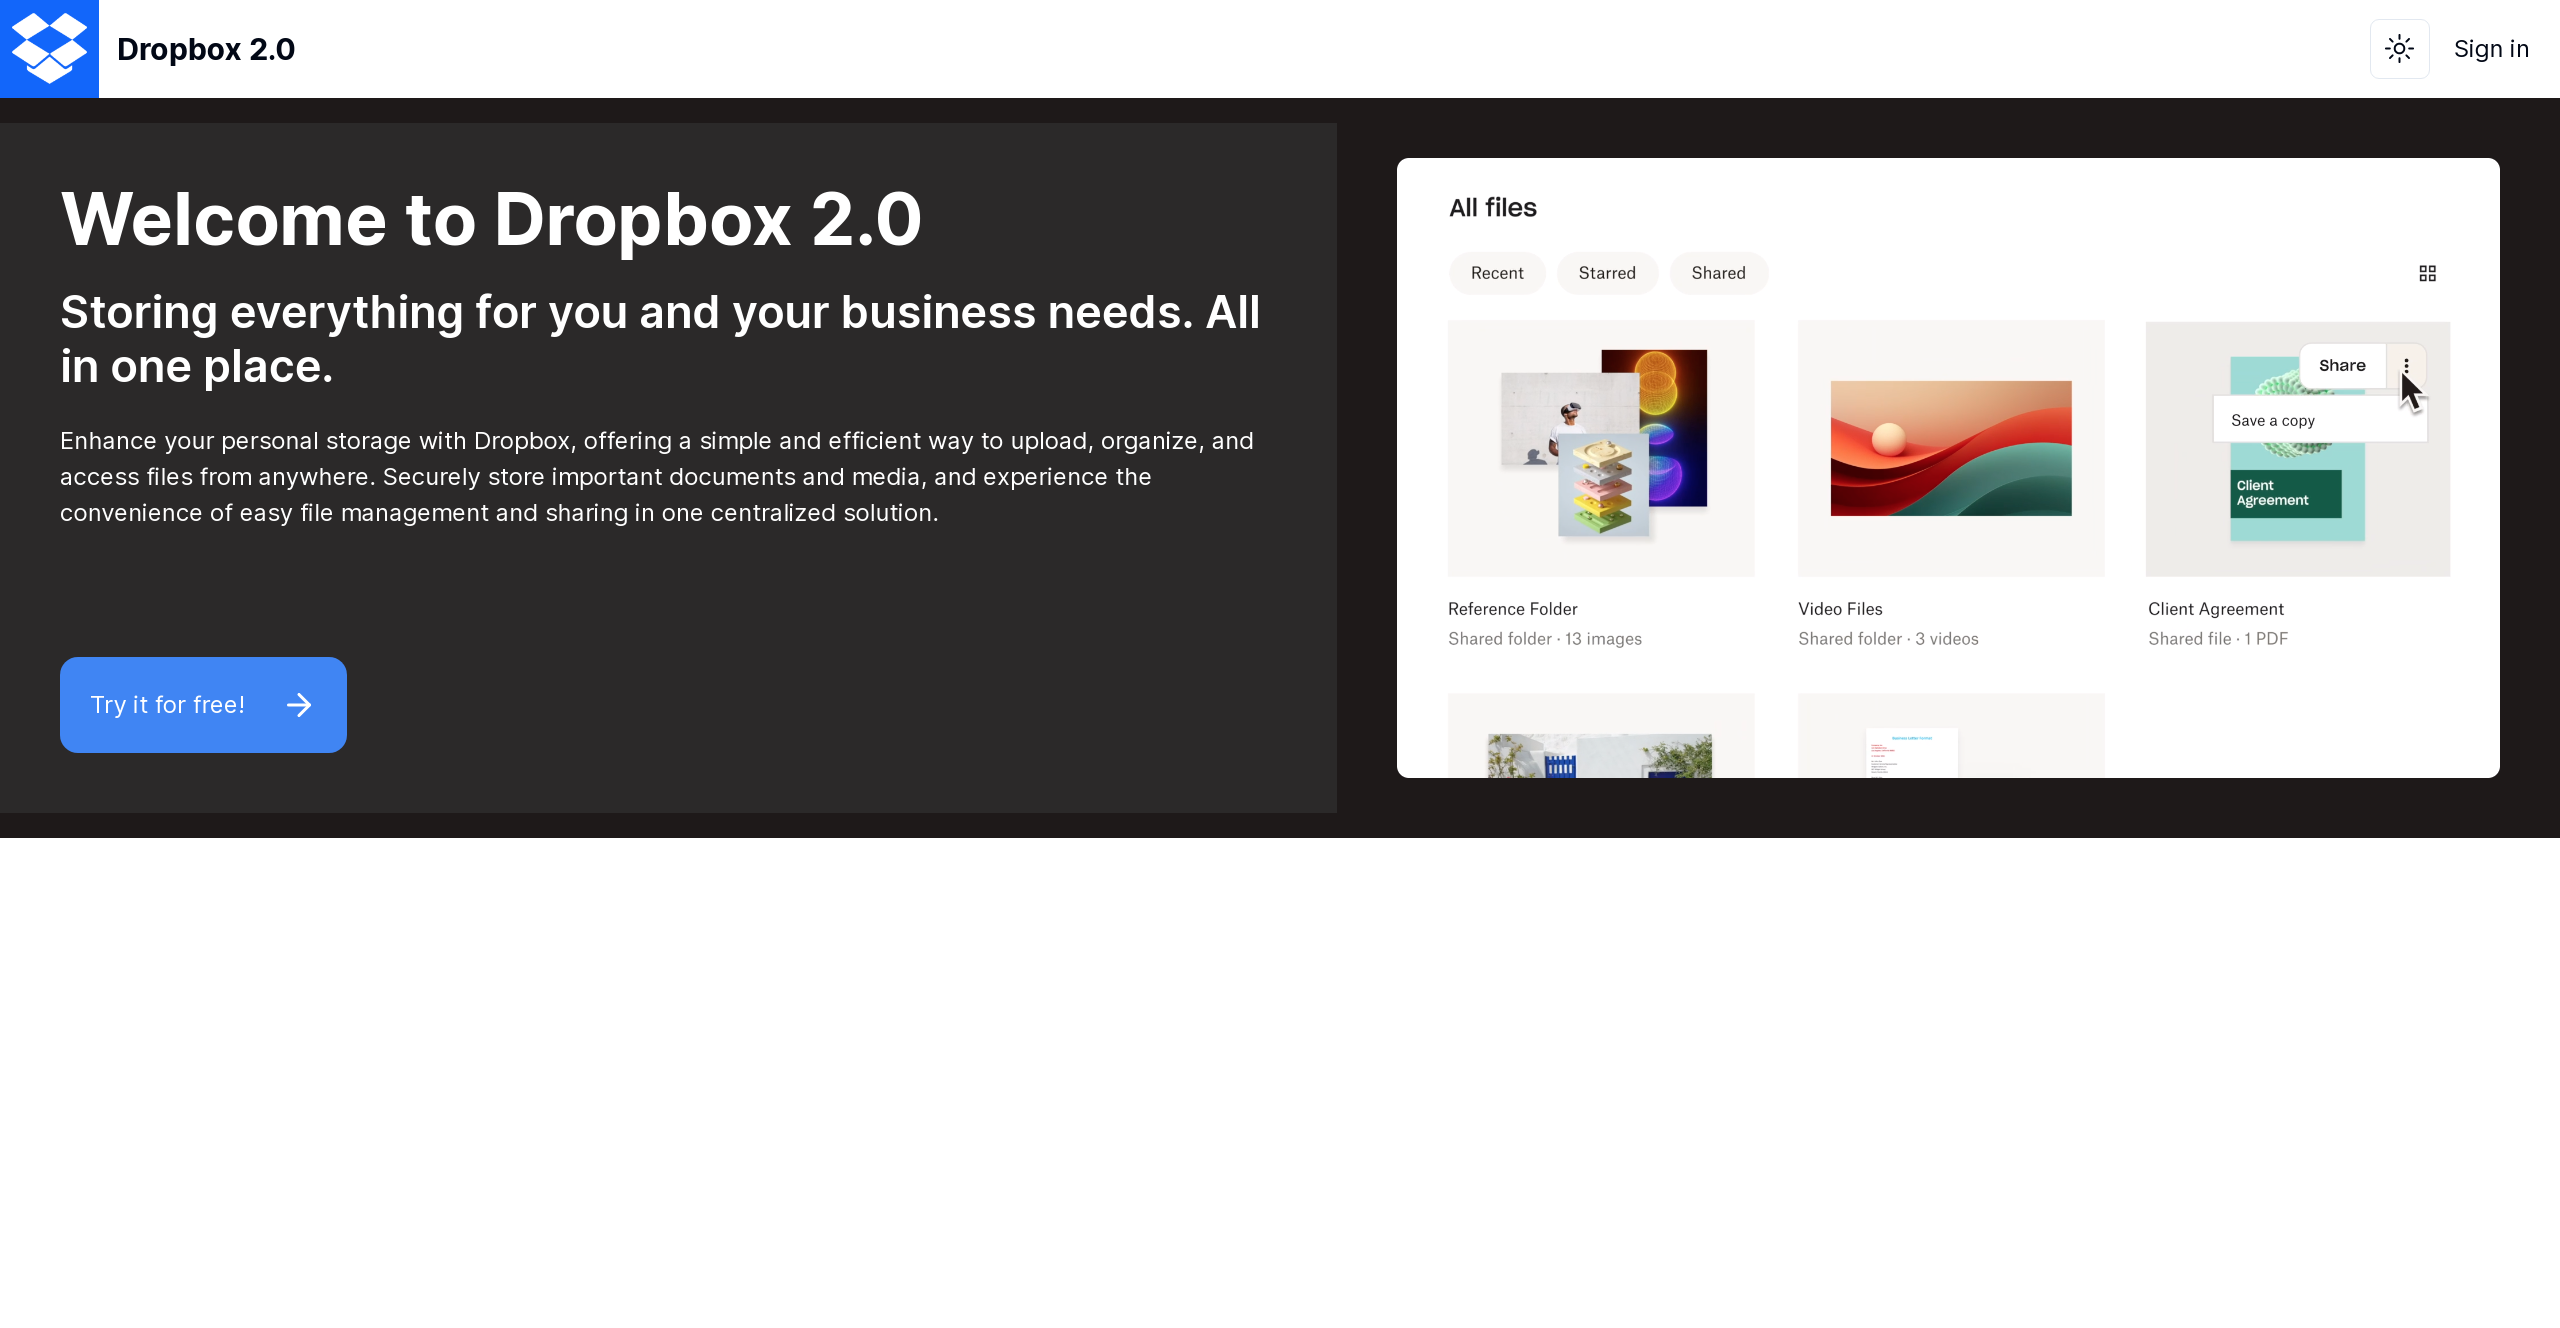 Dropbox 2.0
Sign in
Welcome to Dropbox 2.0
Storing everything for you and your business needs. All
in one place.
Enhance your personal storage with Dropbox, offering a simple and efficient way to upload, organize, and
access files from anywhere. Securely store important documents and media, and experience the
convenience of easy file management and sharing in one centralized solution.
Try it for free!
All files
Recent
Starred
Shared
Share
Save a copy
Client
Agreement
Reference Folder
Shared folder · 13 images
Video Files
Shared folder · 3 videos
Client Agreement
Shared file · 1 PDF